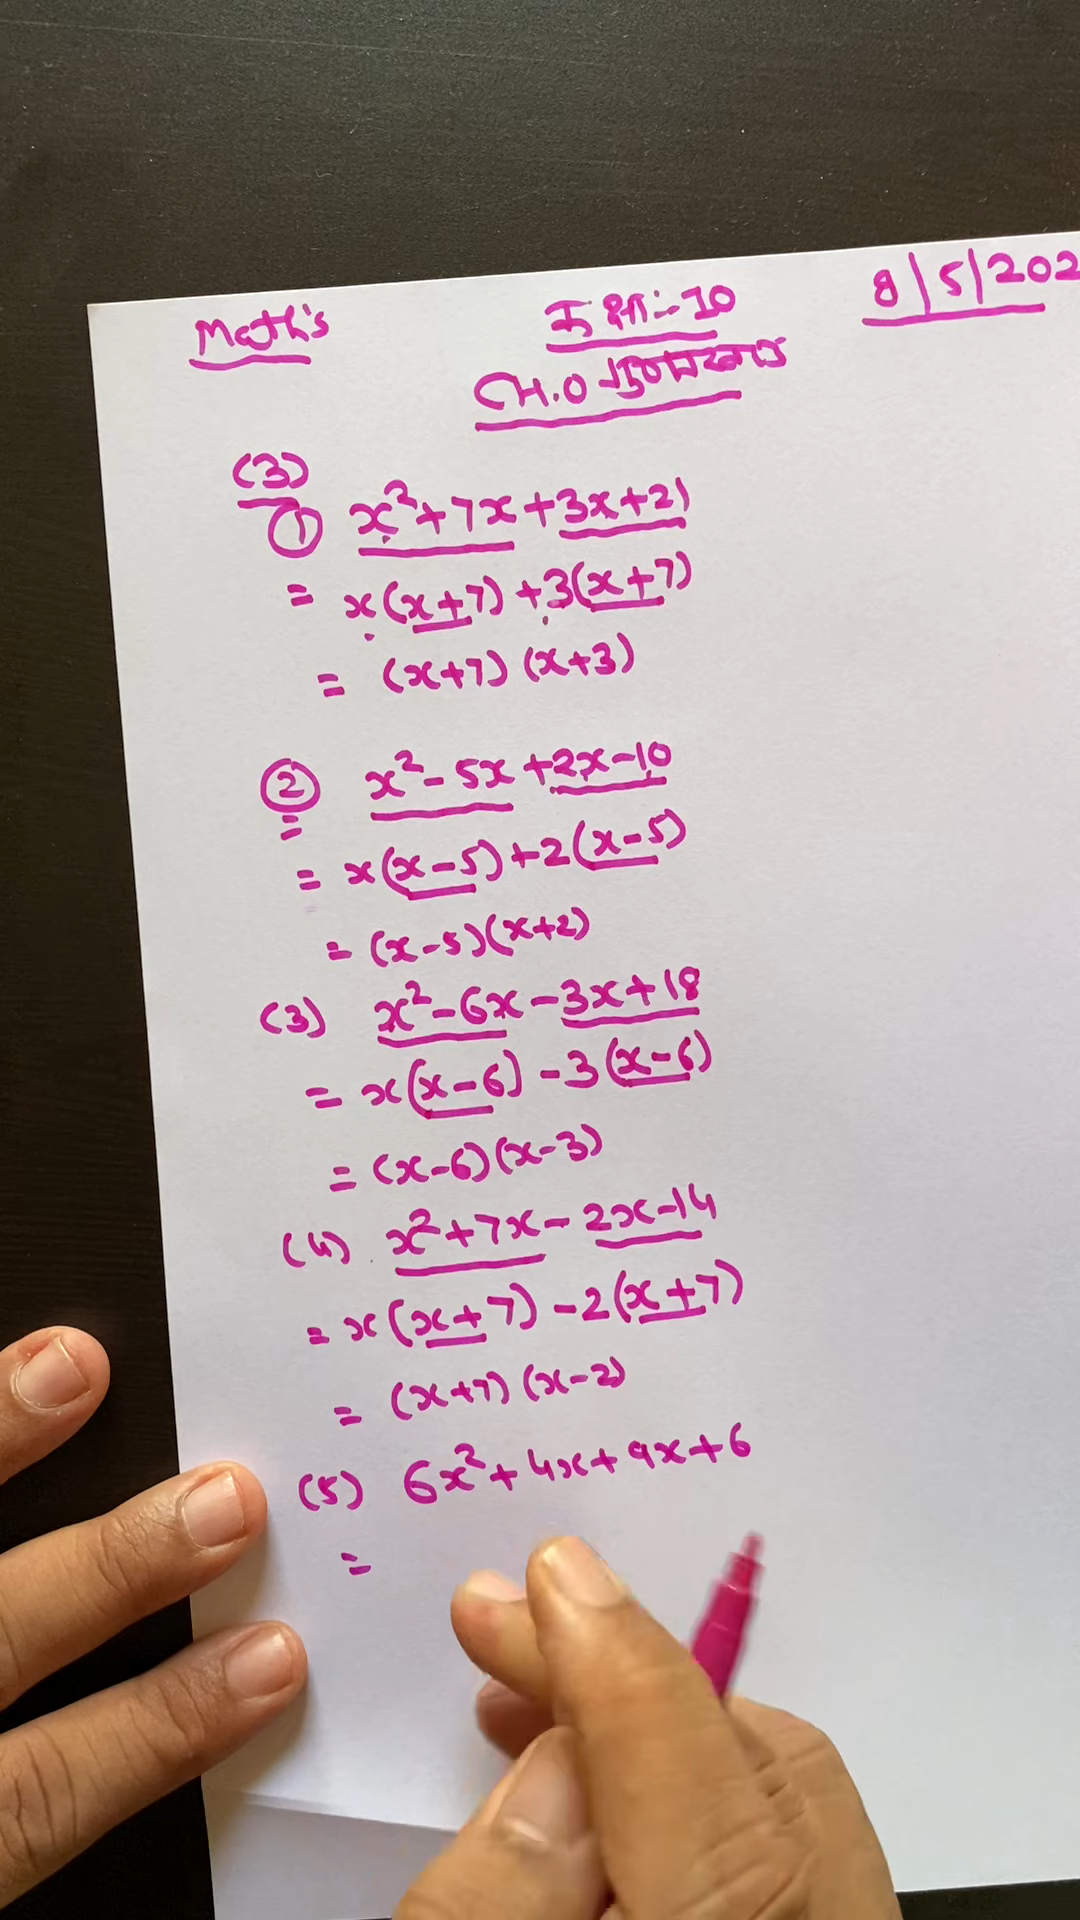 Math's
कक्षा:-10
8/5/202
CH.0
(3)
① x²+7x+3x+21
= x(x+7)+3(x+7)
= (x+7)(x+3)
② x²-5x+2x-10
=
= x(x-5)+2(x-5)
= (x-5)(x+2)
(3) x²-6x-3x+18
= x(x-6)-3(x-6)
= (x-6)(x-3)
(4) x²+7x-2x-14
= x(x+7)-2(x+7)
= (x+7)(x-2)
(5) 6x²+4x+9x+6
=